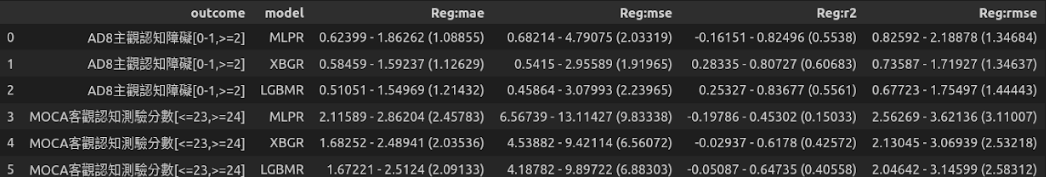 outcome model Reg:mae Reg:mse Reg:r2 Reg:rmse
0 AD8主觀認知障礙[0-1,>=2] MLPR 0.62399 - 1.86262 (1.08855) 0.68214 - 4.79075 (2.03319) -0.16151 - 0.82496 (0.5538) 0.82592 - 2.18878 (1.34684)
1 AD8主觀認知障礙[0-1,>=2] XBGR 0.58459 - 1.59237 (1.12629) 0.5415 - 2.95589 (1.91965) 0.28335 - 0.80727 (0.60683) 0.73587 - 1.71927 (1.34637)
2 AD8主觀認知障礙[0-1,>=2] LGBMR 0.51051 - 1.54969 (1.21432) 0.45864 - 3.07993 (2.23965) 0.25327 - 0.83677 (0.5561) 0.67723 - 1.75497 (1.44443)
3 MOCA客觀認知測驗分數[<=23,>=24] MLPR 2.11589 - 2.86204 (2.45783) 6.56739 - 13.11427 (9.83338) -0.19786 - 0.45302 (0.15033) 2.56269 - 3.62136 (3.11007)
4 MOCA客觀認知測驗分數[<=23,>=24] XBGR 1.68252 - 2.48941 (2.03536) 4.53882 - 9.42114 (6.56072) -0.02937 - 0.6178 (0.42572) 2.13045 - 3.06939 (2.53218)
5 MOCA客觀認知測驗分數[<=23,>=24] LGBMR 1.67221 - 2.5124 (2.09133) 4.18782 - 9.89722 (6.88303) -0.05087 - 0.64735 (0.40558) 2.04642 - 3.14599 (2.58312)